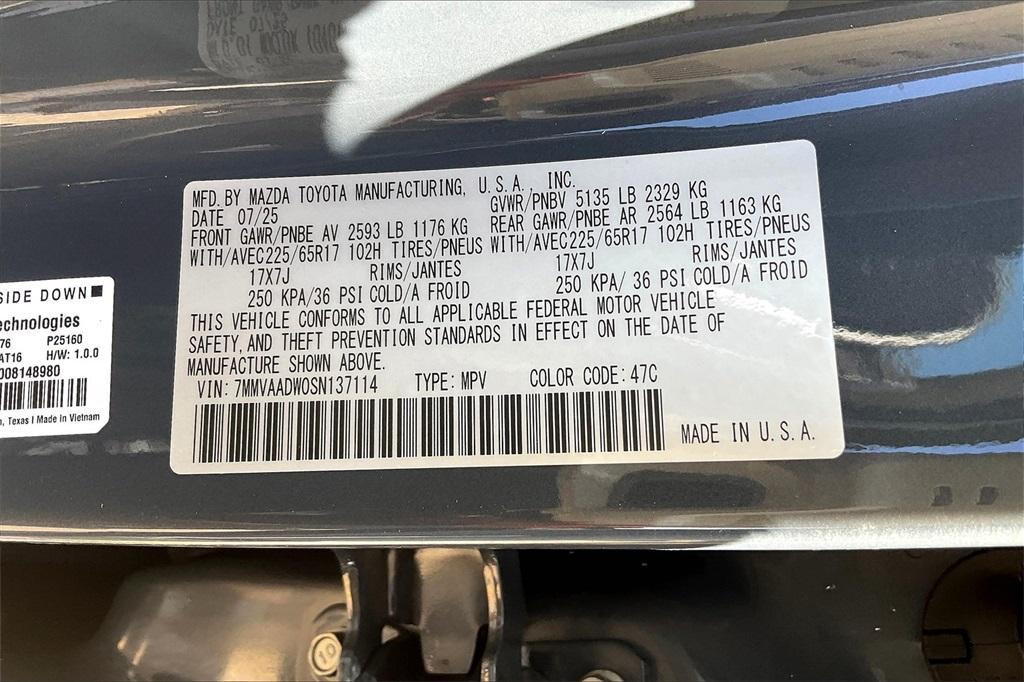 MFD. BY MAZDA TOYOTA MANUFACTURING, U.S.A., INC.
DATE 07/25 GVWR/PNBV 5135 LB 2329 KG
FRONT GAWR/PNBE AV 2593 LB 1176 KG REAR GAWR/PNBE AR 2564 LB 1163 KG
WITH/AVEC225/65R17 102H TIRES/PNEUS WITH/AVEC225/65R17 102H TIRES/PNEUS
17X7J RIMS/JANTES 17X7J RIMS/JANTES
250 KPA/ 36 PSI COLD/A FROID 250 KPA/ 36 PSI COLD/A FROID
THIS VEHICLE CONFORMS TO ALL APPLICABLE FEDERAL MOTOR VEHICLE
SAFETY, AND THEFT PREVENTION STANDARDS IN EFFECT ON THE DATE OF
MANUFACTURE SHOWN ABOVE.
VIN: 7MMVAADW0SN137114 TYPE: MPV COLOR CODE: 47C
MADE IN U.S.A.
SIDE DOWN
echnologies
76 P25160
AT16 H/W: 1.0.0
008148980
, Texas I Made in Vietnam
10